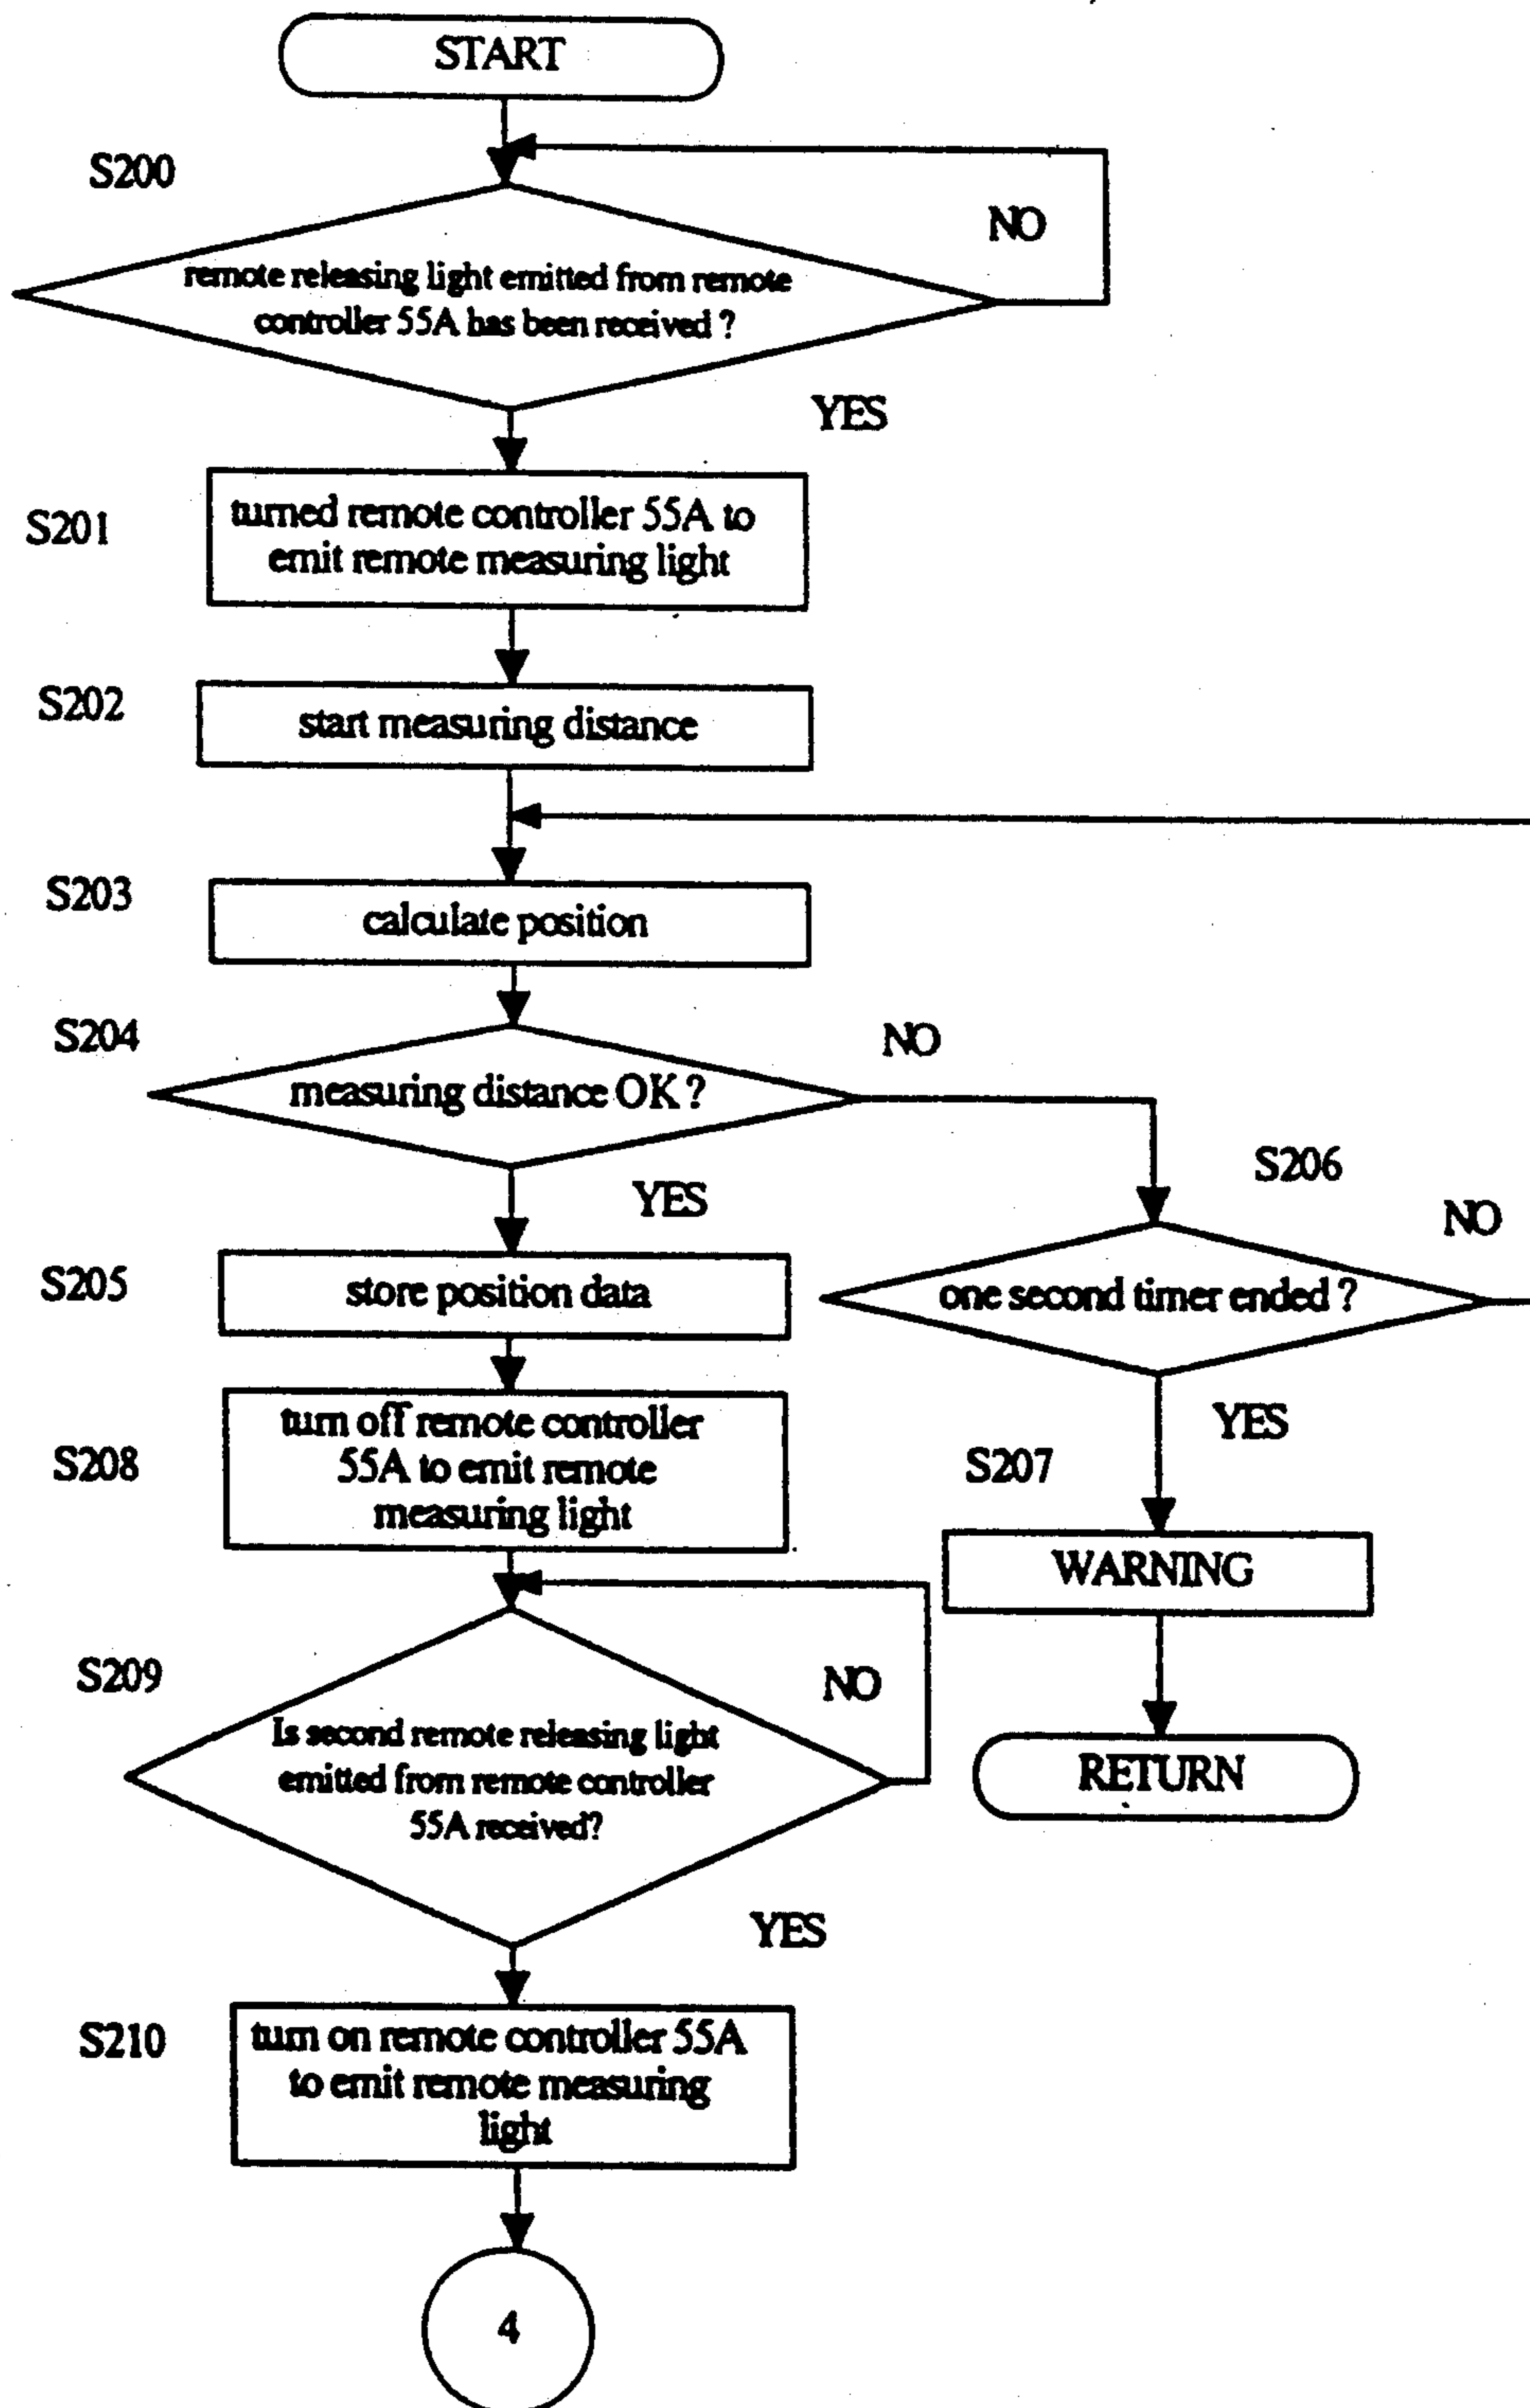 START
S200
NO
remote releasing light emitted from remote
controller 55A has been received ?
YES
S201
turned remote controller 55A to
emit remote measuring light
S202
start measuring distance
S203
calculate position
S204
NO
measuring distance OK ?
S206
YES
NO
S205
store position data
one second timer ended ?
S208
turn off remote controller
55A to emit remote
measuring light
YES
S207
WARNING
S209
NO
Is second remote releasing light
emitted from remote controller
55A received?
RETURN
YES
S210
turn on remote controller 55A
to emit remote measuring
light
4